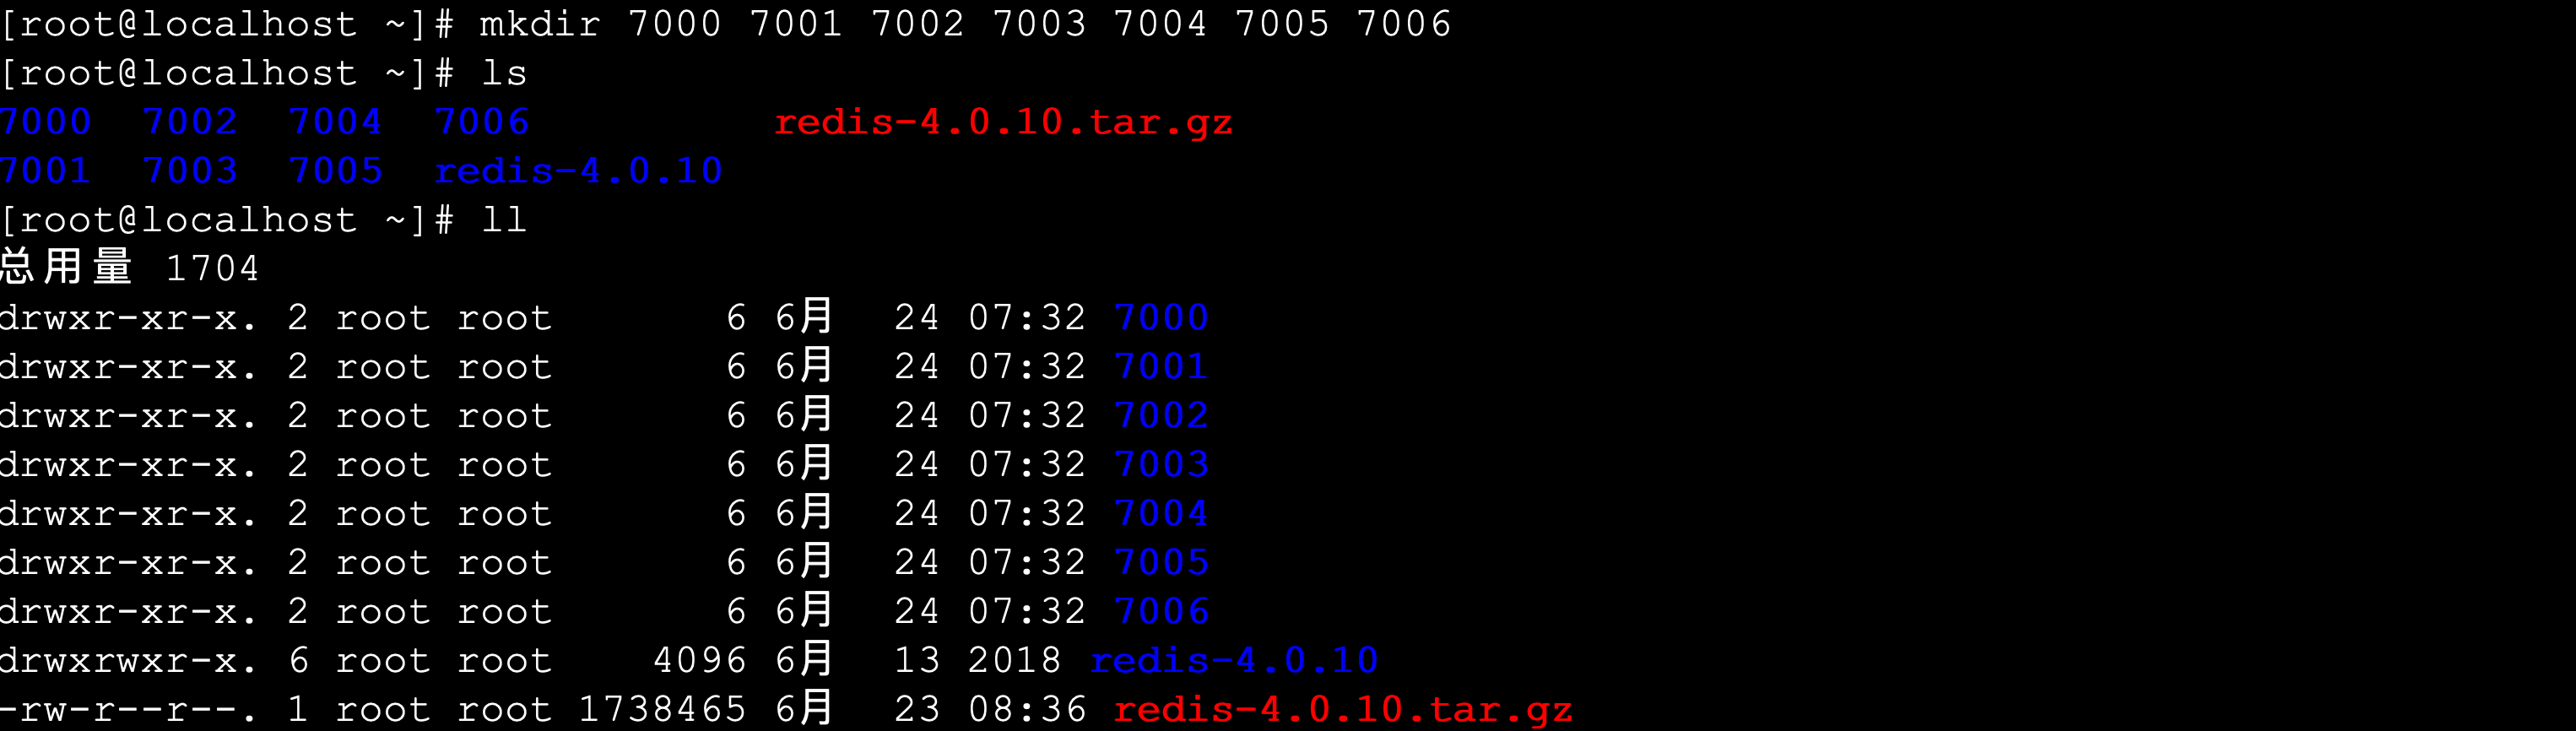 [root@localhost ~]# mkdir 7000 7001 7002 7003 7004 7005 7006
[root@localhost ~]# ls
7000  7002  7004  7006          redis-4.0.10.tar.gz
7001  7003  7005  redis-4.0.10
[root@localhost ~]# ll
总用量 1704
drwxr-xr-x. 2 root root       6 6月   24 07:32 7000
drwxr-xr-x. 2 root root       6 6月   24 07:32 7001
drwxr-xr-x. 2 root root       6 6月   24 07:32 7002
drwxr-xr-x. 2 root root       6 6月   24 07:32 7003
drwxr-xr-x. 2 root root       6 6月   24 07:32 7004
drwxr-xr-x. 2 root root       6 6月   24 07:32 7005
drwxr-xr-x. 2 root root       6 6月   24 07:32 7006
drwxrwxr-x. 6 root root    4096 6月   13 2018 redis-4.0.10
-rw-r--r--. 1 root root 1738465 6月   23 08:36 redis-4.0.10.tar.gz